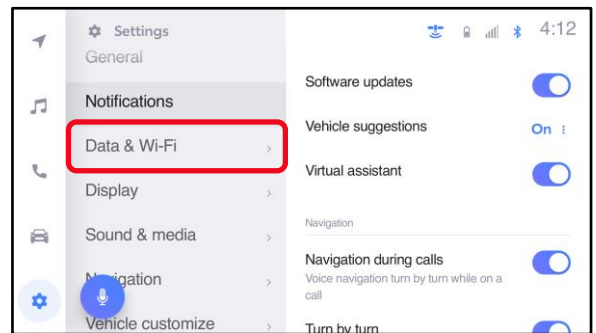 Settings
4:12
General
Notifications
Data & Wi-Fi
Display
Sound & media
Navigation
Vehicle customize
Software updates
Vehicle suggestions
On
Virtual assistant
Navigation
Navigation during calls
Voice navigation turn by turn while on a
call
Turn by turn